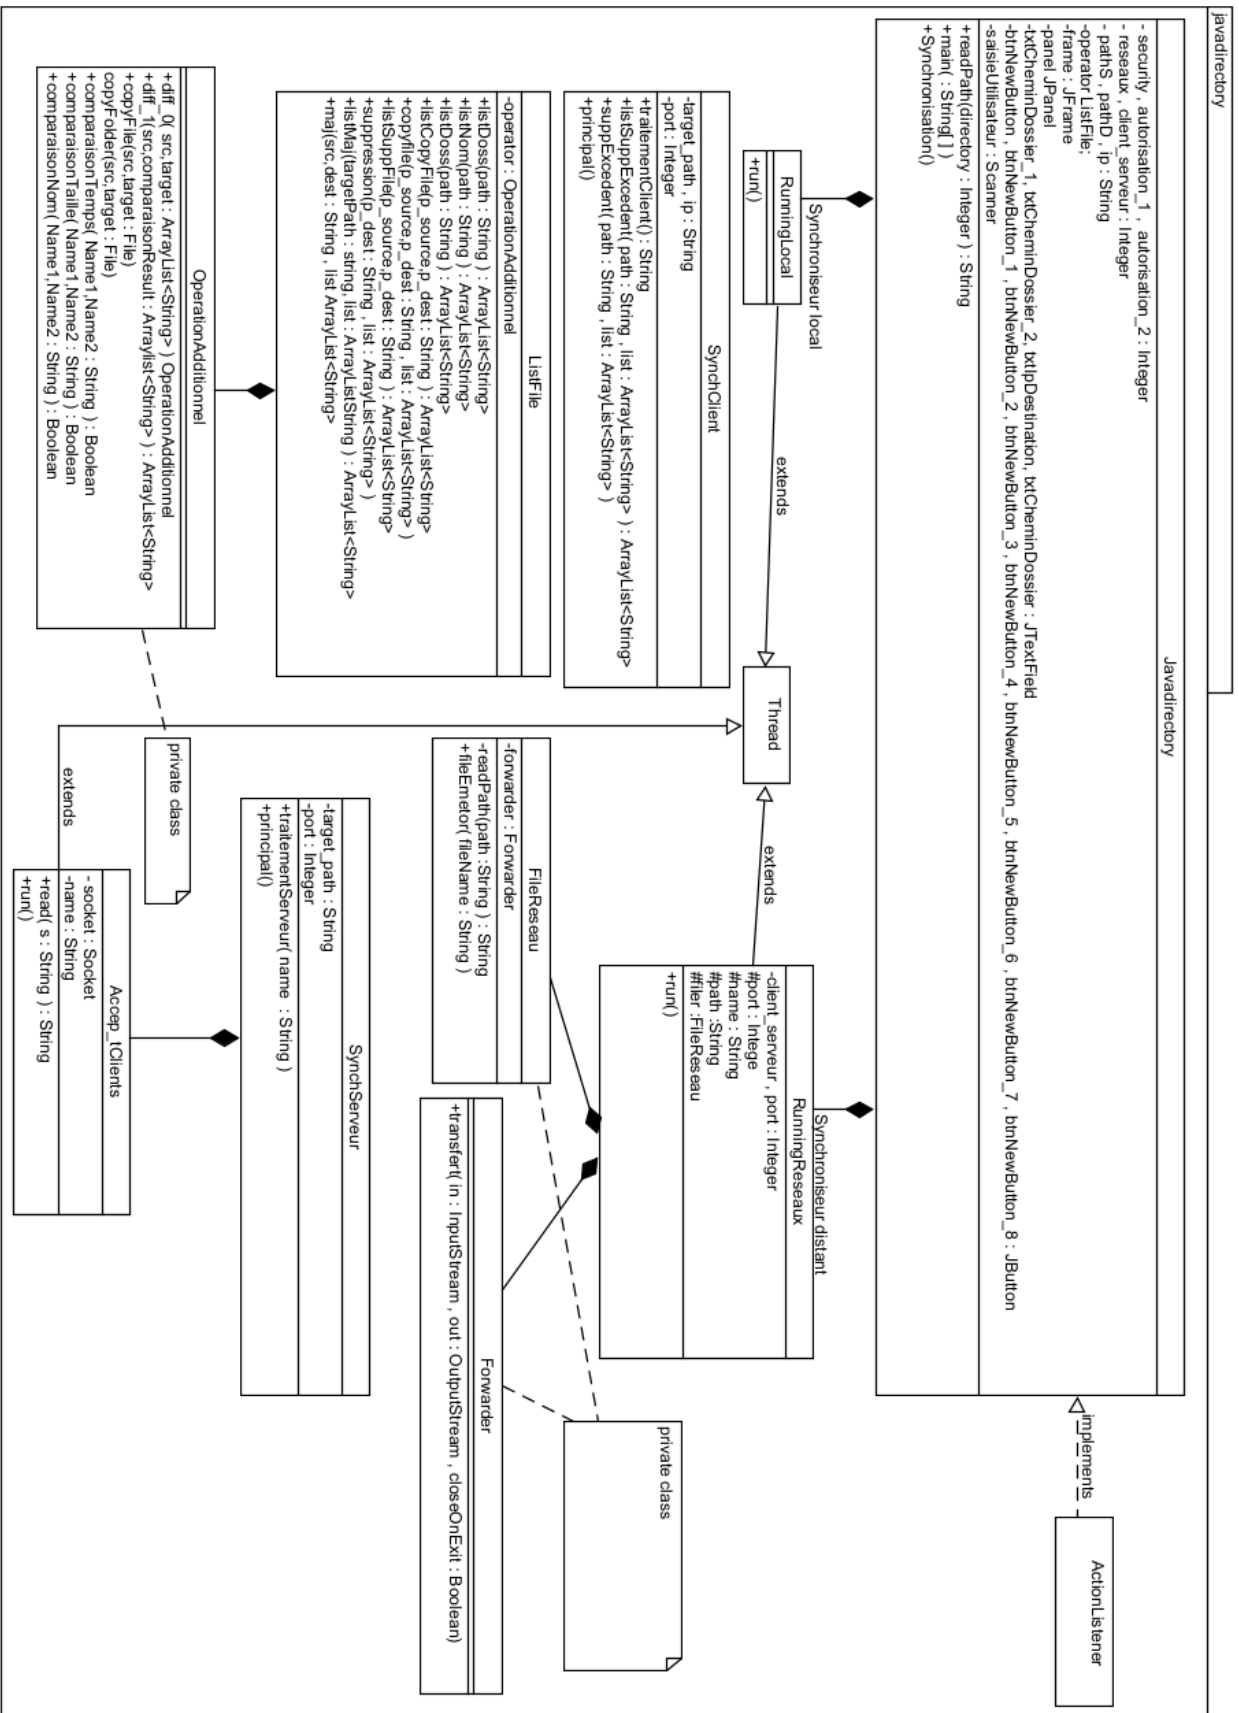 javadirectory
Javadirectory
- security , autorisation_1 , autorisation_2 : Integer
- reseaux , client_serveur : Integer
- pathS , pathD , ip : String
-operator ListFile;
-frame : JFrame
-panel JPanel
-txtCheminDossier_1, txtCheminDossier_2, txtIpDestination, txtCheminDossier : JTextField
-btnNewButton , btnNewButton_1 , btnNewButton_2 , btnNewButton_3 , btnNewButton_4 , btnNewButton_5 , btnNewButton_6 , btnNewButton_7 , btnNewButton_8 : JButton
-saisieUtilisateur : Scanner
+readPath(directory : Integer ) : String
+main( : String[ ] )
+Synchronisation()
implements
ActionListener
Synchroniseur local
RunningLocal
+run()
extends
Thread
extends
Synchroniseur distant
RunningReseaux
-client_serveur , port : Integer
#port : Intege
#name : String
#path :String
#filer :FileReseau
+run()
SynchClient
-target_path , ip : String
-port: Integer
+traitementClient() : String
+listSuppExcedent( path : String , list : ArrayList<String> ) : ArrayList<String>
+suppExcedent( path : String , list : ArrayList<String> )
+principal()
private class
ListFile
-operator : OperationAdditionnel
+listDoss(path : String ) : ArrayList<String>
+listNom(path : String ) : ArrayList<String>
+listDoss(path : String ) : ArrayList<String>
+listCopyFile(p_source,p_dest : String ) : ArrayList<String>
+copyfile(p_source,p_dest : String , list : ArrayList<String> )
+listSuppFile(p_source,p_dest : String ) : ArrayList<String>
+suppression(p_dest : String , list : ArrayList<String> )
+listMaj(targetPath : string, list : ArrayListString ) : ArrayList<String>
+maj(src,dest : String , list ArrayList<String>
FileReseau
-forwarder : Forwarder
-readPath(path :String ) : String
+fileEmetor( fileName : String )
Forwarder
+transfert( in : InputStream , out : OutputStream , closeOnExit : Boolean)
SynchServeur
-target_path : String
-port : Integer
+traitementServeur( name : String )
+principal()
OperationAdditionnel
+diff_0( src,target : ArrayList<String> ) OperationAdditionnel
+diff_1(src,comparaisonResult : Arraylist<String> ) : ArrayList<String>
+copyFile(src,target : File)
copyFolder(src,target : File)
+comparaisonTemps( Name1,Name2 : String ) : Boolean
+comparaisonTaille( Name1,Name2 : String ) : Boolean
+comparaisonNom( Name1,Name2 : String ) : Boolean
private class
extends
Accep_tClients
- socket : Socket
-name : String
+read( s : String ) : String
+run()